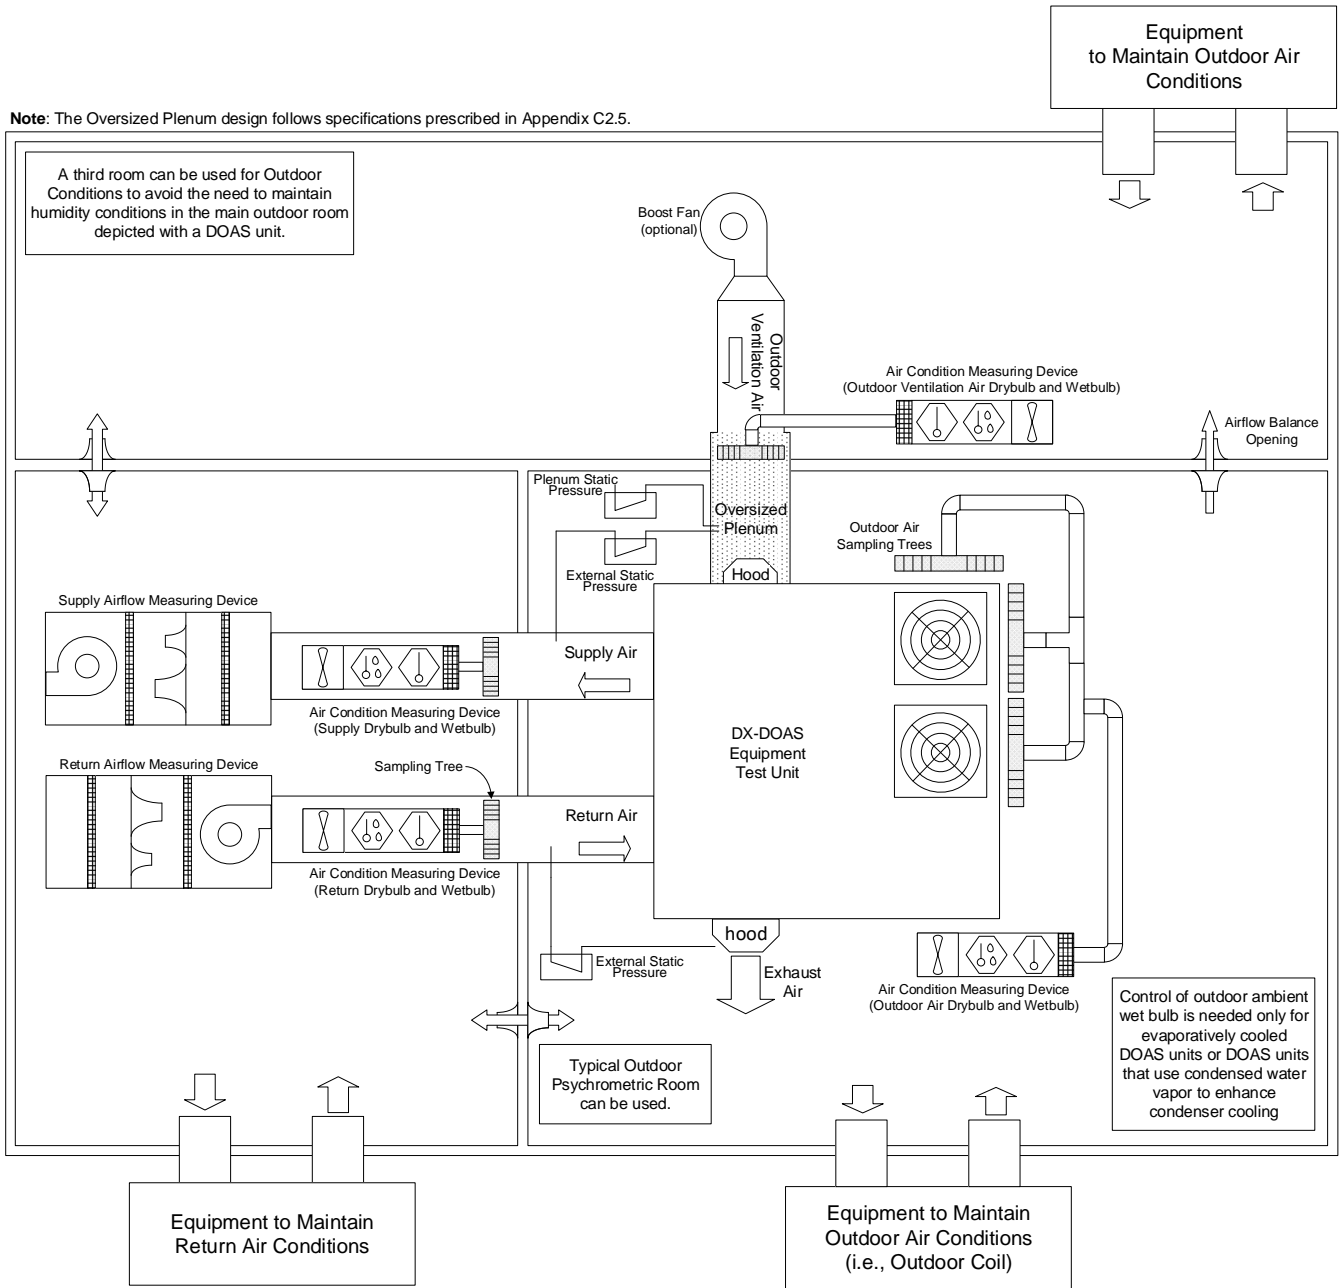 Equipment
to Maintain Outdoor Air
Conditions
Note: The Oversized Plenum design follows specifications prescribed in Appendix C2.5.
A third room can be used for Outdoor
Conditions to avoid the need to maintain
humidity conditions in the main outdoor room
depicted with a DOAS unit.
Boost Fan
(optional)
Outdoor
Ventilation Air
Air Condition Measuring Device
(Outdoor Ventilation Air Drybulb and Wetbulb)
Airflow Balance
Opening
Plenum Static
Pressure
Oversized
Plenum
Outdoor Air
Sampling Trees
External Static
Pressure
Hood
Supply Airflow Measuring Device
Supply Air
Air Condition Measuring Device
(Supply Drybulb and Wetbulb)
DX-DOAS
Equipment
Test Unit
Return Airflow Measuring Device
Sampling Tree
Return Air
Air Condition Measuring Device
(Return Drybulb and Wetbulb)
hood
External Static
Pressure
Exhaust
Air
Air Condition Measuring Device
(Outdoor Air Drybulb and Wetbulb)
Control of outdoor ambient
wet bulb is needed only for
evaporatively cooled
DOAS units or DOAS units
that use condensed water
vapor to enhance
condenser cooling
Typical Outdoor
Psychrometric Room
can be used.
Equipment to Maintain
Return Air Conditions
Equipment to Maintain
Outdoor Air Conditions
(i.e., Outdoor Coil)